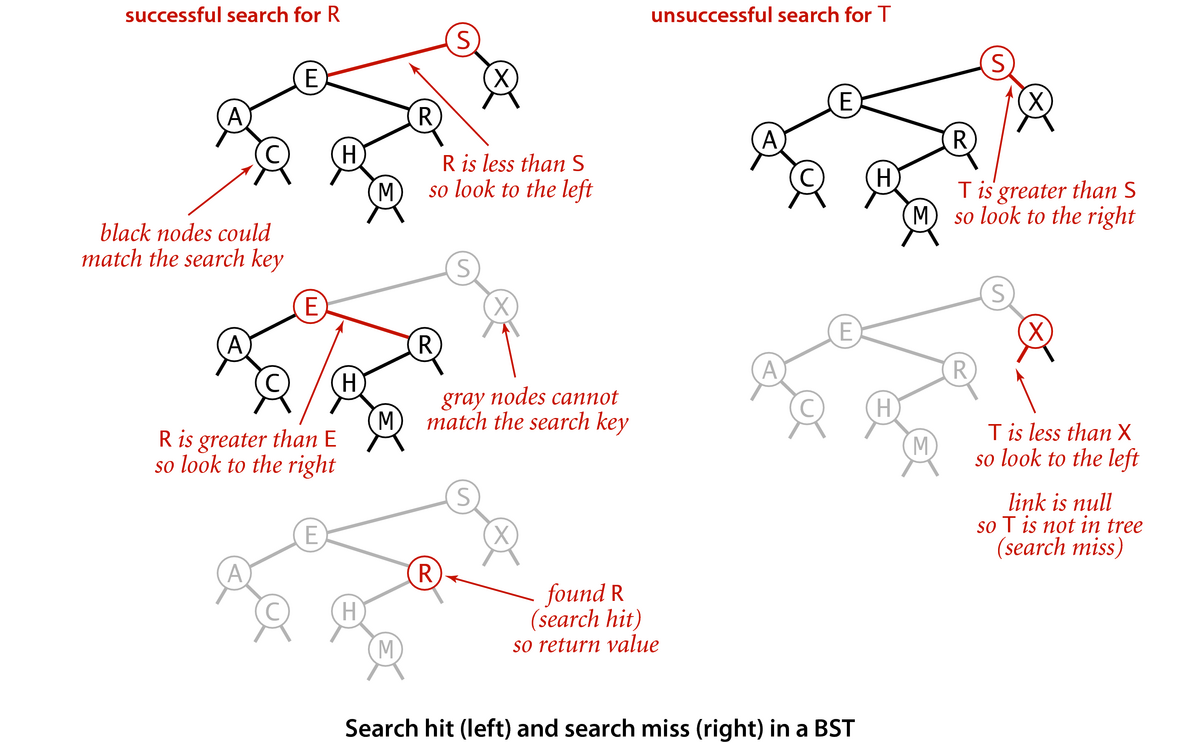 successful search for R
S
E
X
A
R
C
H
M
R is less than S
so look to the left
black nodes could
match the search key
S
E
X
A
R
C
H
M
gray nodes cannot
match the search key
R is greater than E
so look to the right
S
E
X
A
R
C
H
M
found R
(search hit)
so return value
unsuccessful search for T
S
E
X
A
R
C
H
M
T is greater than S
so look to the right
S
E
X
A
R
C
H
M
T is less than X
so look to the left
link is null
so T is not in tree
(search miss)
Search hit (left) and search miss (right) in a BST